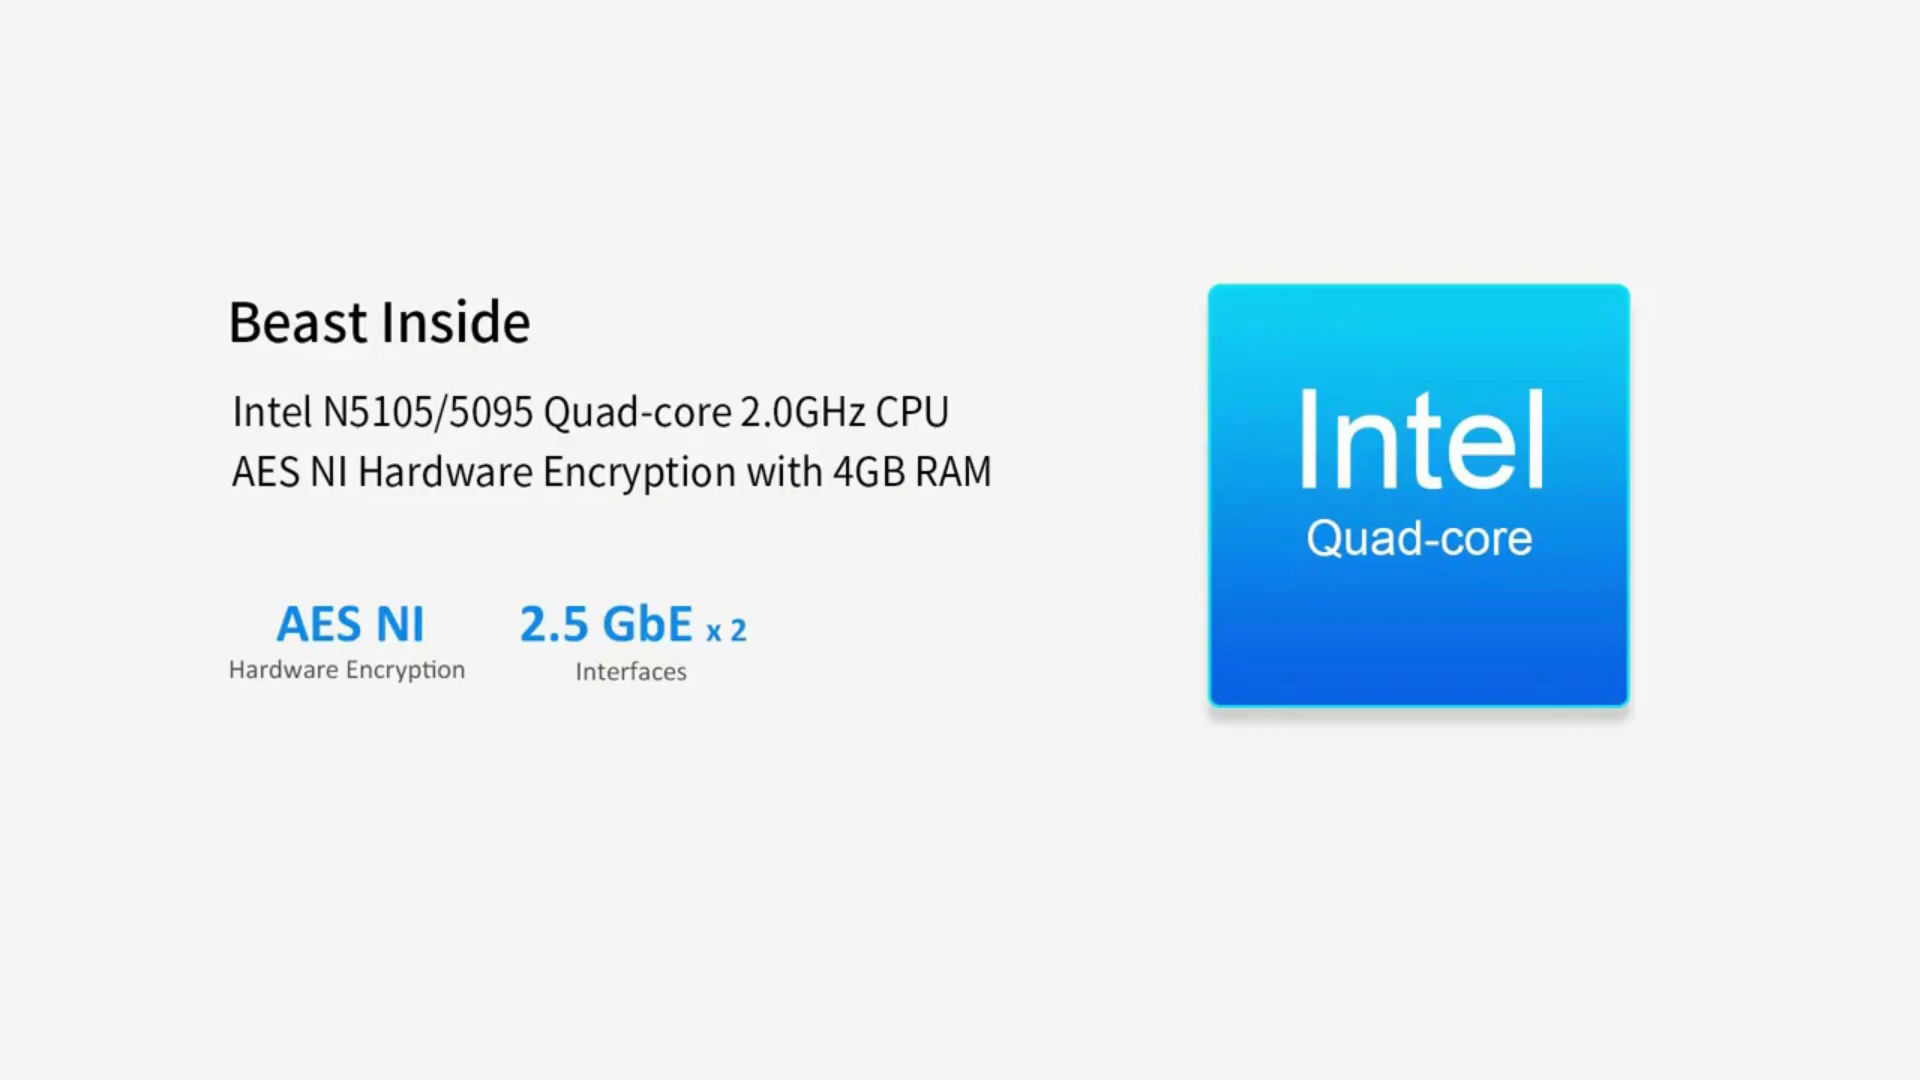 Beast Inside
Intel N5105/5095 Quad-core 2.0GHz CPU
AES NI Hardware Encryption with 4GB RAM
AES NI
Hardware Encryption
2.5 GbE x 2
Interfaces
Intel
Quad-core